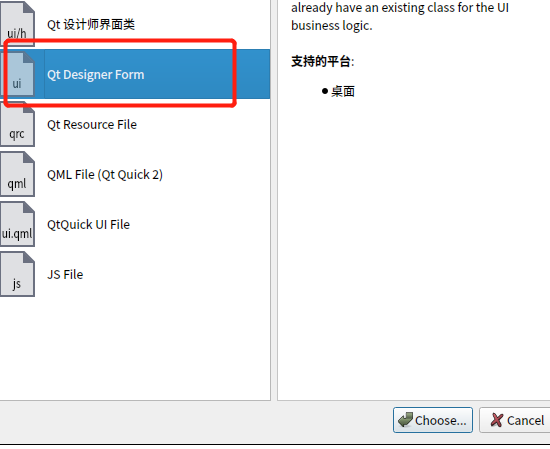 ui/h
Qt 设计师界面类
ui
Qt Designer Form
qrc
Qt Resource File
qml
QML File (Qt Quick 2)
ui.qml
QtQuick UI File
js
JS File
already have an existing class for the UI
business logic.
支持的平台:
● 桌面
Choose...
Cancel